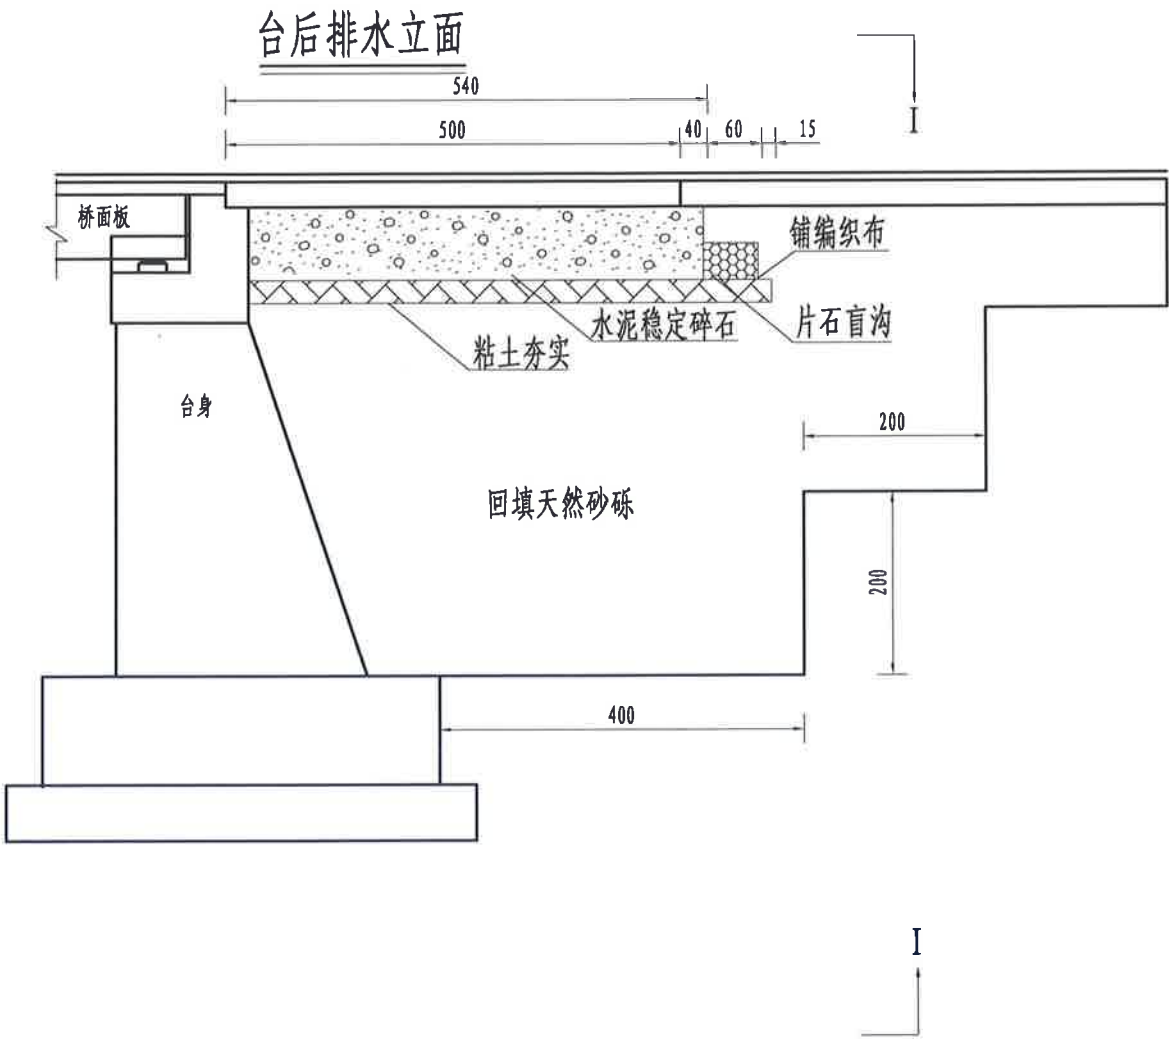 台后排水立面
540
500
40
60
15
I
桥面板
铺编织布
水泥稳定碎石
片石盲沟
粘土夯实
台身
200
回填天然砂砾
200
400
I